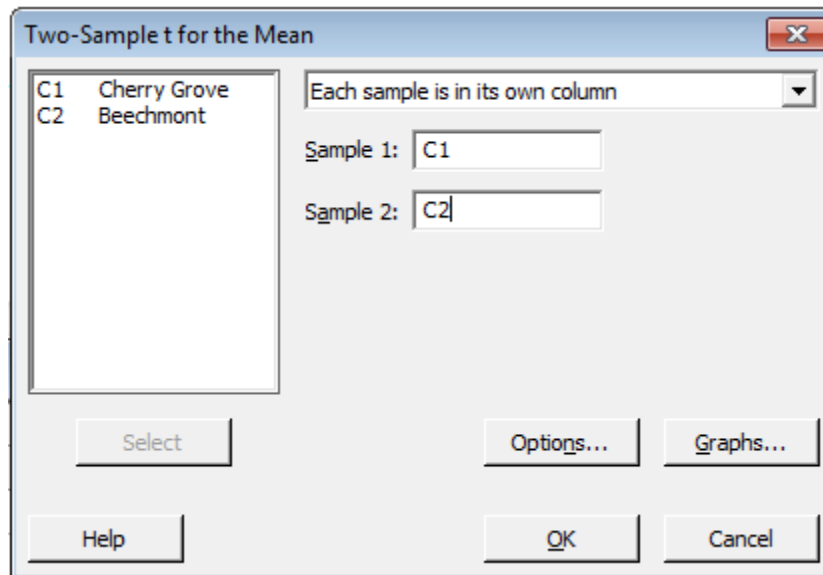 Two-Sample t for the Mean
C1 Cherry Grove
C2 Beechmont
Each sample is in its own column
Sample 1: C1
Sample 2: C2
Select
Options...
Graphs...
Help
OK
Cancel